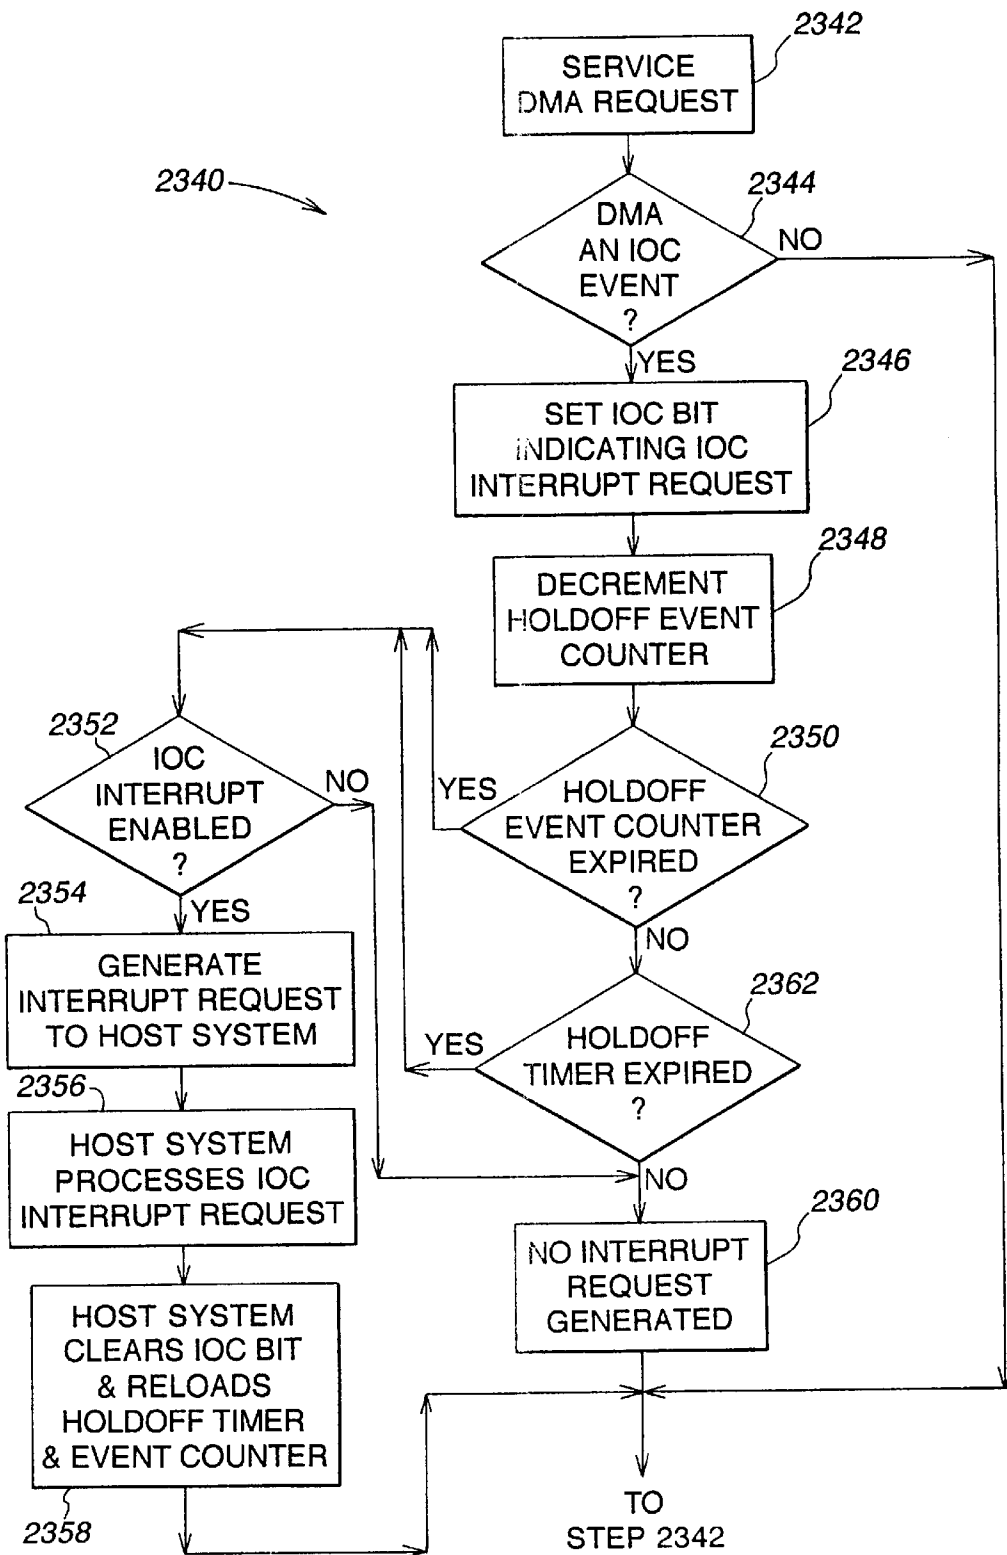 2342
SERVICE
DMA REQUEST
2340
2344
DMA
AN IOC
EVENT
?
NO
YES
2346
SET IOC BIT
INDICATING IOC
INTERRUPT REQUEST
2348
DECREMENT
HOLDOFF EVENT
COUNTER
2352
IOC
INTERRUPT
ENABLED
?
NO
YES
2350
HOLDOFF
EVENT COUNTER
EXPIRED
?
YES
NO
2354
GENERATE
INTERRUPT REQUEST
TO HOST SYSTEM
2362
HOLDOFF
TIMER EXPIRED
?
YES
NO
2356
HOST SYSTEM
PROCESSES IOC
INTERRUPT REQUEST
2360
NO INTERRUPT
REQUEST
GENERATED
HOST SYSTEM
CLEARS IOC BIT
& RELOADS
HOLDOFF TIMER
& EVENT COUNTER
2358
TO
STEP 2342